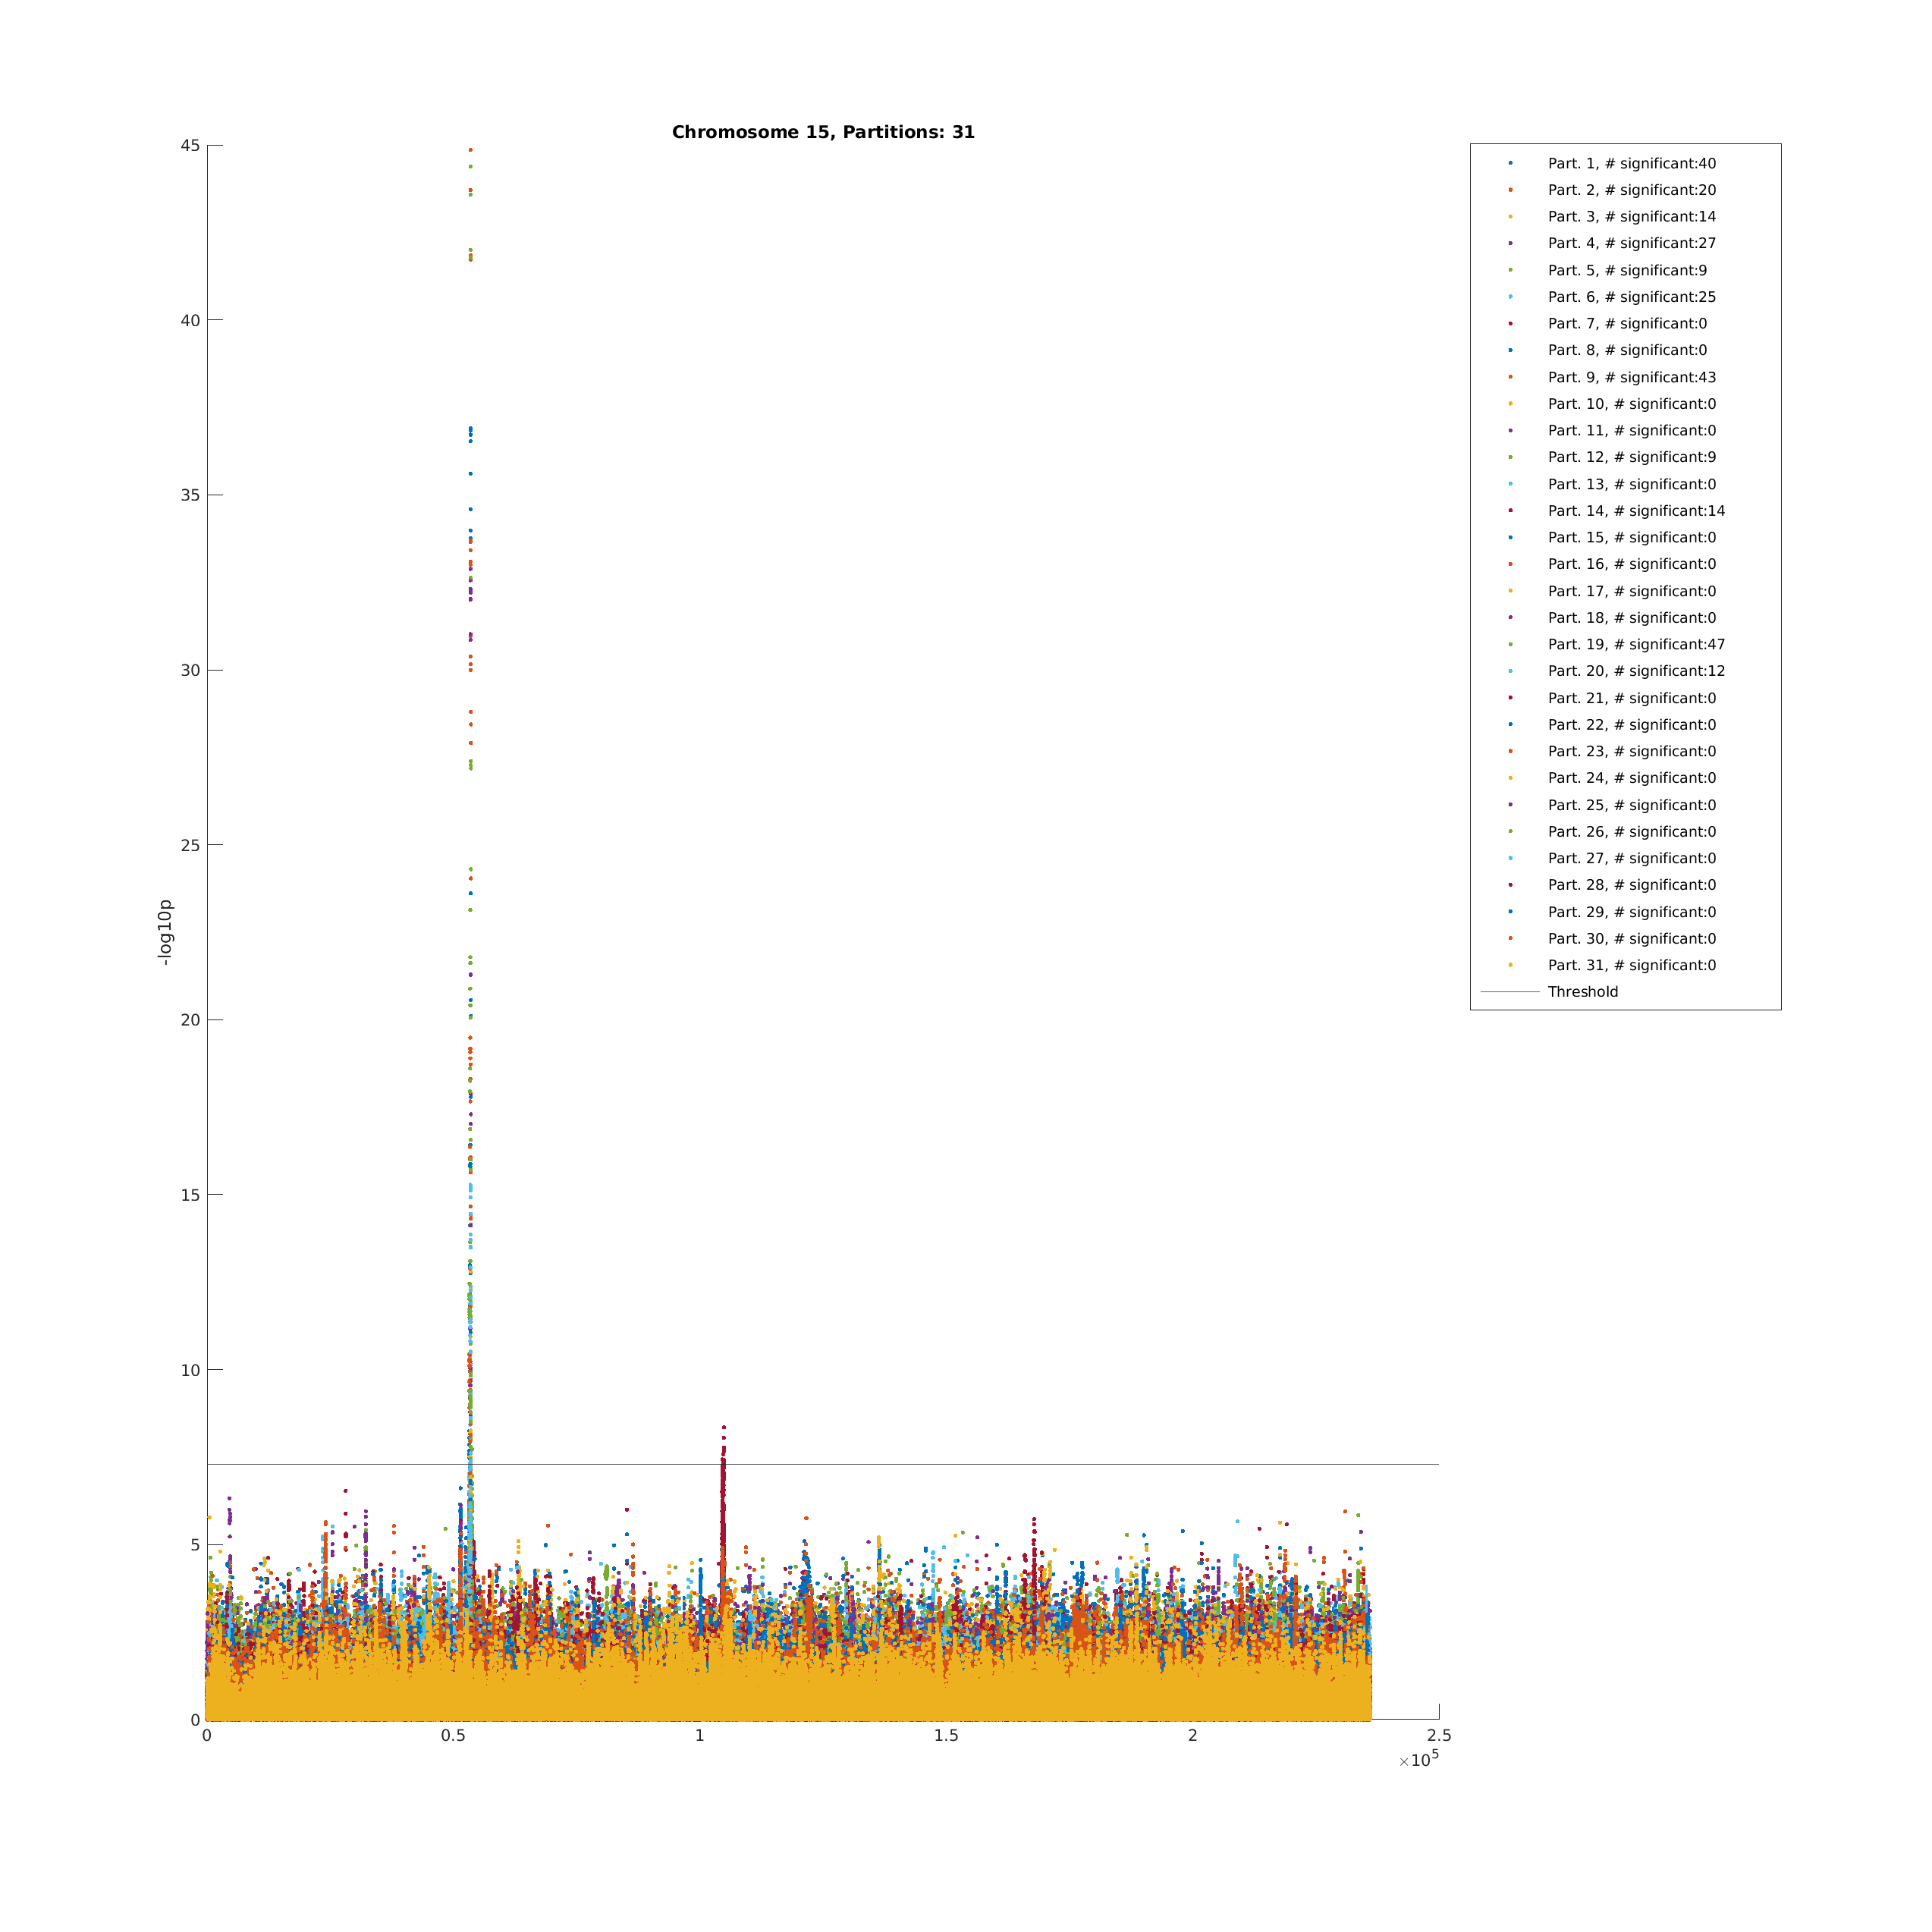 Chromosome 15, Partitions: 31
45
40
35
30
25
20
15
10
5
0
-log10p
0
0.5
1
1.5
2
2.5
×10^5
Part. 1, # significant:40
Part. 2, # significant:20
Part. 3, # significant:14
Part. 4, # significant:27
Part. 5, # significant:9
Part. 6, # significant:25
Part. 7, # significant:0
Part. 8, # significant:0
Part. 9, # significant:43
Part. 10, # significant:0
Part. 11, # significant:0
Part. 12, # significant:9
Part. 13, # significant:0
Part. 14, # significant:14
Part. 15, # significant:0
Part. 16, # significant:0
Part. 17, # significant:0
Part. 18, # significant:0
Part. 19, # significant:47
Part. 20, # significant:12
Part. 21, # significant:0
Part. 22, # significant:0
Part. 23, # significant:0
Part. 24, # significant:0
Part. 25, # significant:0
Part. 26, # significant:0
Part. 27, # significant:0
Part. 28, # significant:0
Part. 29, # significant:0
Part. 30, # significant:0
Part. 31, # significant:0
Threshold